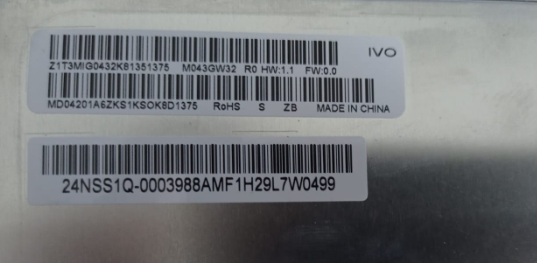 IVO
Z1T3MIG0432K81351375 M043GW32 R0 HW:1.1 FW:0.0
MD04201A6ZKS1KSOK8D1375 RoHS S ZB MADE IN CHINA
24NSS1Q-0003988AMF1H29L7W0499